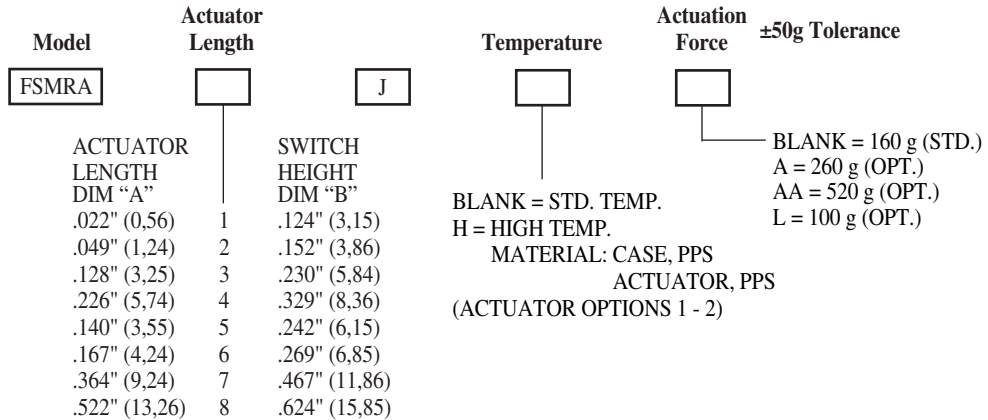 Model
Actuator
Length
Temperature
Actuation
Force
±50g Tolerance
FSMRA
J
ACTUATOR
LENGTH
DIM “A”
SWITCH
HEIGHT
DIM “B”
.022" (0,56) 1 .124" (3,15)
.049" (1,24) 2 .152" (3,86)
.128" (3,25) 3 .230" (5,84)
.226" (5,74) 4 .329" (8,36)
.140" (3,55) 5 .242" (6,15)
.167" (4,24) 6 .269" (6,85)
.364" (9,24) 7 .467" (11,86)
.522" (13,26) 8 .624" (15,85)
BLANK = STD. TEMP.
H = HIGH TEMP.
MATERIAL: CASE, PPS
ACTUATOR, PPS
(ACTUATOR OPTIONS 1 - 2)
BLANK = 160 g (STD.)
A = 260 g (OPT.)
AA = 520 g (OPT.)
L = 100 g (OPT.)